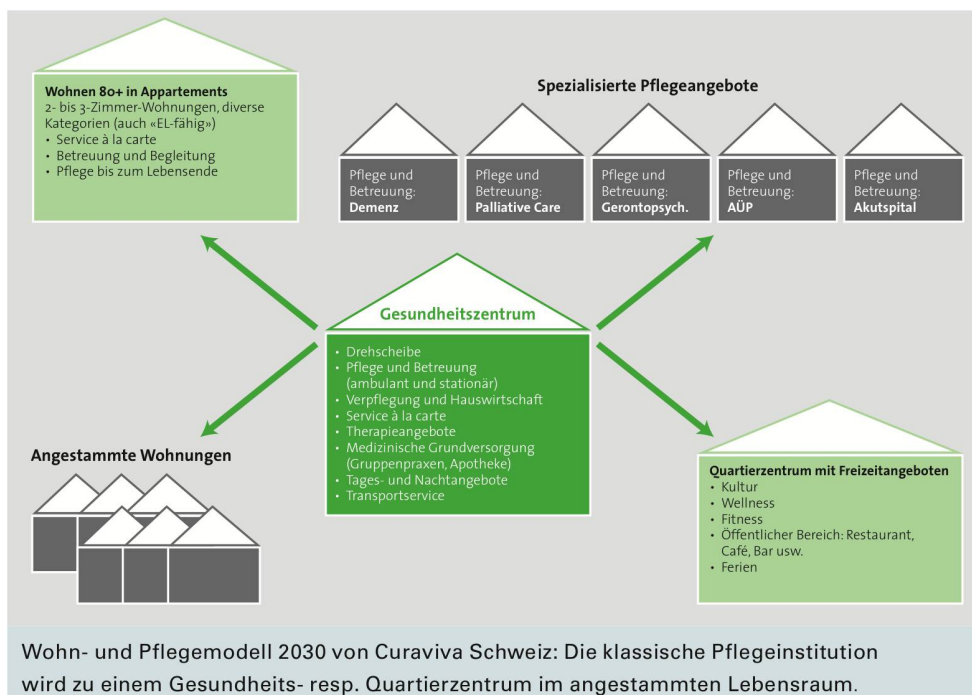 Wohnen 80+ in Appartements
2- bis 3-Zimmer-Wohnungen, diverse
Kategorien (auch «EL-fähig»)
• Service à la carte
• Betreuung und Begleitung
• Pflege bis zum Lebensende
Spezialisierte Pflegeangebote
Pflege und
Betreuung:
Demenz
Pflege und
Betreuung:
Palliative Care
Pflege und
Betreuung:
Gerontopsych.
Pflege und
Betreuung:
AÜP
Pflege und
Betreuung:
Akutspital
Gesundheitszentrum
• Drehscheibe
• Pflege und Betreuung
(ambulant und stationär)
• Verpflegung und Hauswirtschaft
• Service à la carte
• Therapieangebote
• Medizinische Grundversorgung
(Gruppenpraxen, Apotheke)
• Tages- und Nachtangebote
• Transportservice
Angestammte Wohnungen
Quartierzentrum mit Freizeitangeboten
• Kultur
• Wellness
• Fitness
• Öffentlicher Bereich: Restaurant,
Café, Bar usw.
• Ferien
Wohn- und Pflegemodell 2030 von Curaviva Schweiz: Die klassische Pflegeinstitution
wird zu einem Gesundheits- resp. Quartierzentrum im angestammten Lebensraum.